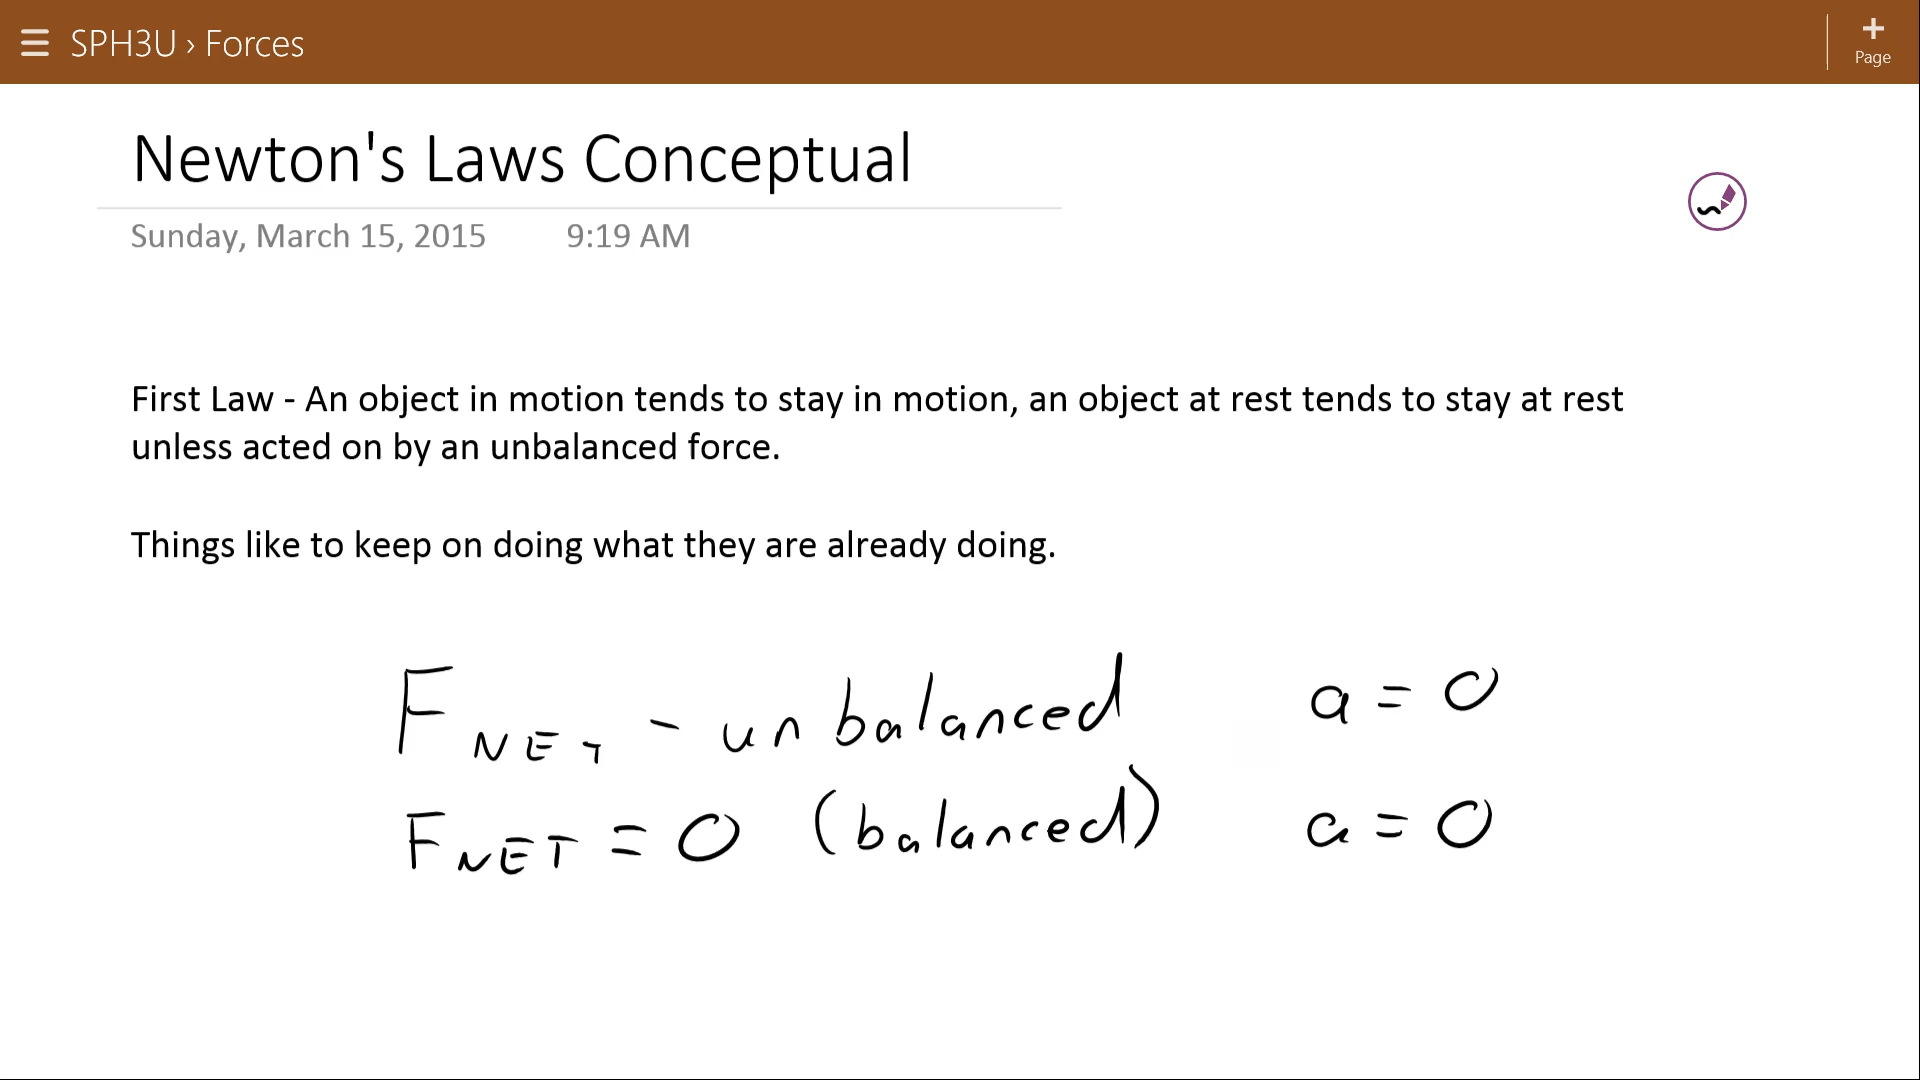 SPH3U › Forces
+
Page
Newton's Laws Conceptual
Sunday, March 15, 2015 9:19 AM
First Law - An object in motion tends to stay in motion, an object at rest tends to stay at rest
unless acted on by an unbalanced force.
Things like to keep on doing what they are already doing.
F NET - unbalanced a = 0
F NET = 0 (balanced) a = 0